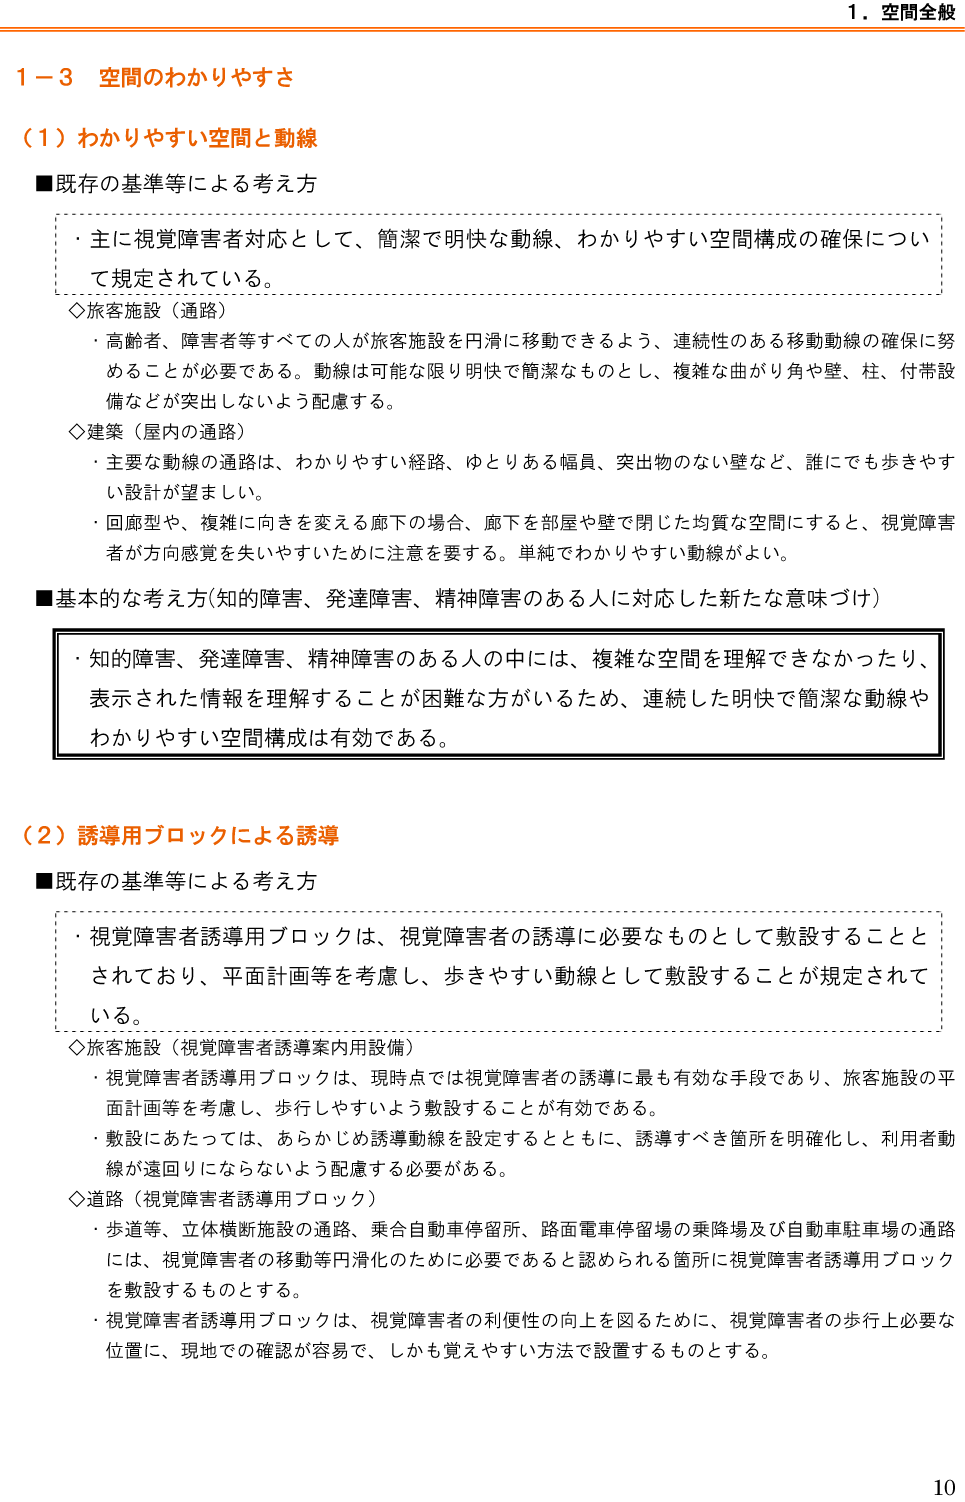 １．空間全般
１－３　空間のわかりやすさ
（１）わかりやすい空間と動線
■既存の基準等による考え方
・主に視覚障害者対応として、簡潔で明快な動線、わかりやすい空間構成の確保につい
て規定されている。
◇旅客施設（通路）
・高齢者、障害者等すべての人が旅客施設を円滑に移動できるよう、連続性のある移動動線の確保に努
めることが必要である。動線は可能な限り明快で簡潔なものとし、複雑な曲がり角や壁、柱、付帯設
備などが突出しないよう配慮する。
◇建築（屋内の通路）
・主要な動線の通路は、わかりやすい経路、ゆとりある幅員、突出物のない壁など、誰にでも歩きやす
い設計が望ましい。
・回廊型や、複雑に向きを変える廊下の場合、廊下を部屋や壁で閉じた均質な空間にすると、視覚障害
者が方向感覚を失いやすいために注意を要する。単純でわかりやすい動線がよい。
■基本的な考え方(知的障害、発達障害、精神障害のある人に対応した新たな意味づけ)
・知的障害、発達障害、精神障害のある人の中には、複雑な空間を理解できなかったり、
表示された情報を理解することが困難な方がいるため、連続した明快で簡潔な動線や
わかりやすい空間構成は有効である。
（２）誘導用ブロックによる誘導
■既存の基準等による考え方
・視覚障害者誘導用ブロックは、視覚障害者の誘導に必要なものとして敷設することと
されており、平面計画等を考慮し、歩きやすい動線として敷設することが規定されて
いる。
◇旅客施設（視覚障害者誘導案内用設備）
・視覚障害者誘導用ブロックは、現時点では視覚障害者の誘導に最も有効な手段であり、旅客施設の平
面計画等を考慮し、歩行しやすいよう敷設することが有効である。
・敷設にあたっては、あらかじめ誘導動線を設定するとともに、誘導すべき箇所を明確化し、利用者動
線が遠回りにならないよう配慮する必要がある。
◇道路（視覚障害者誘導用ブロック）
・歩道等、立体横断施設の通路、乗合自動車停留所、路面電車停留場の乗降場及び自動車駐車場の通路
には、視覚障害者の移動等円滑化のために必要であると認められる箇所に視覚障害者誘導用ブロック
を敷設するものとする。
・視覚障害者誘導用ブロックは、視覚障害者の利便性の向上を図るために、視覚障害者の歩行上必要な
位置に、現地での確認が容易で、しかも覚えやすい方法で設置するものとする。
10